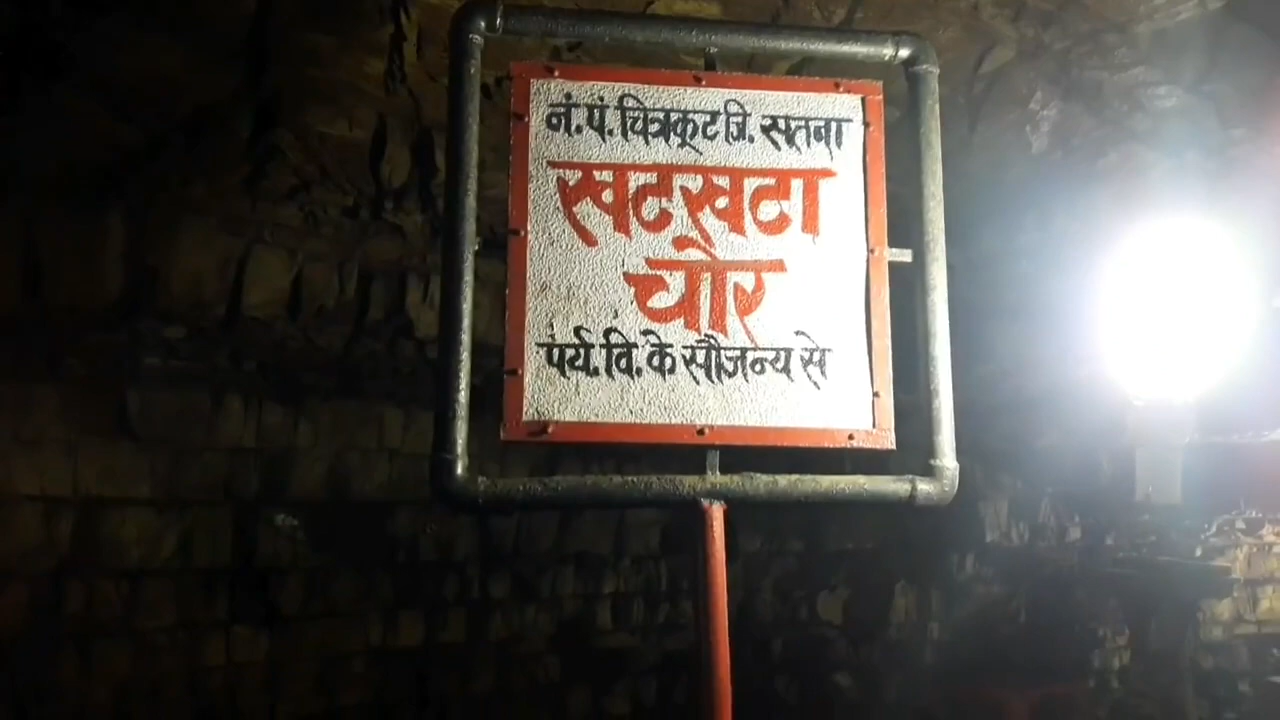 नं.पं.चित्रकूट जि. सतना
खटखटा
चोर
पर्य.वि.के सौजन्य से